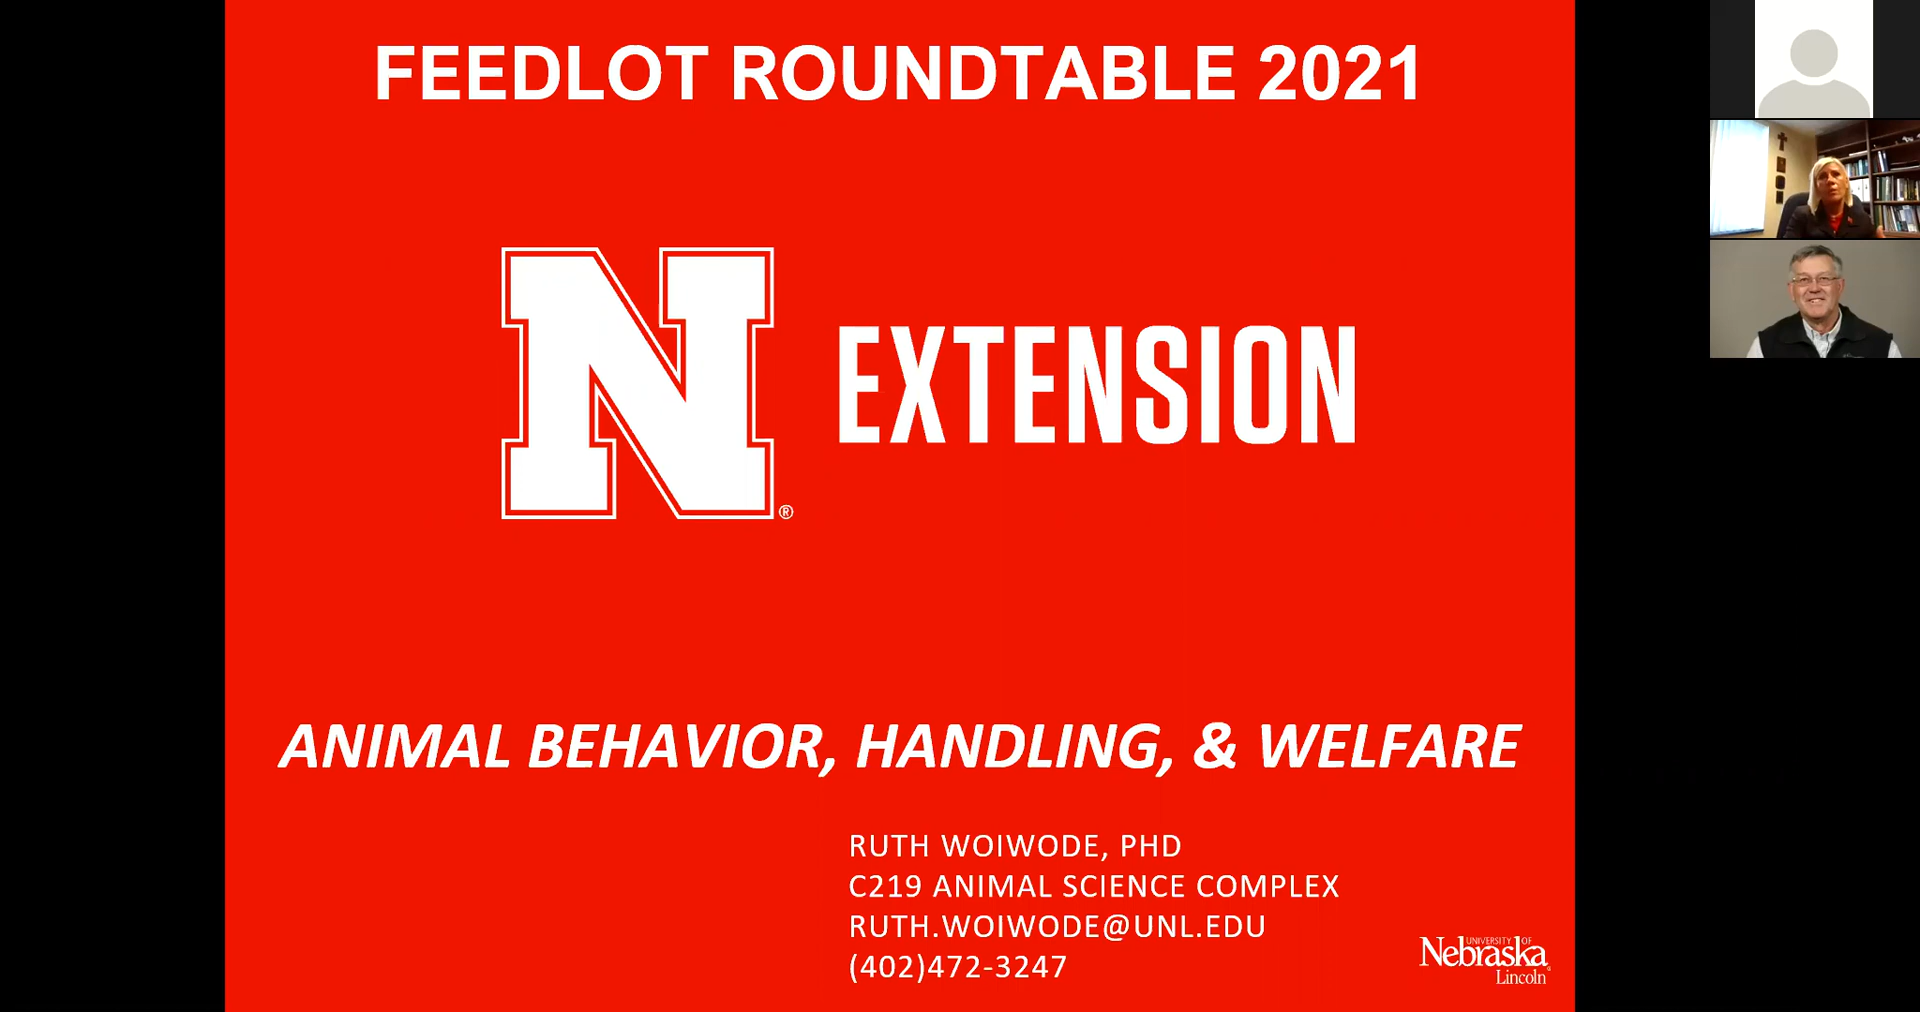 FEEDLOT ROUNDTABLE 2021
N EXTENSION
®
ANIMAL BEHAVIOR, HANDLING, & WELFARE
RUTH WOIWODE, PHD
C219 ANIMAL SCIENCE COMPLEX
RUTH.WOIWODE@UNL.EDU
(402)472-3247
UNIVERSITY OF
Nebraska
Lincoln